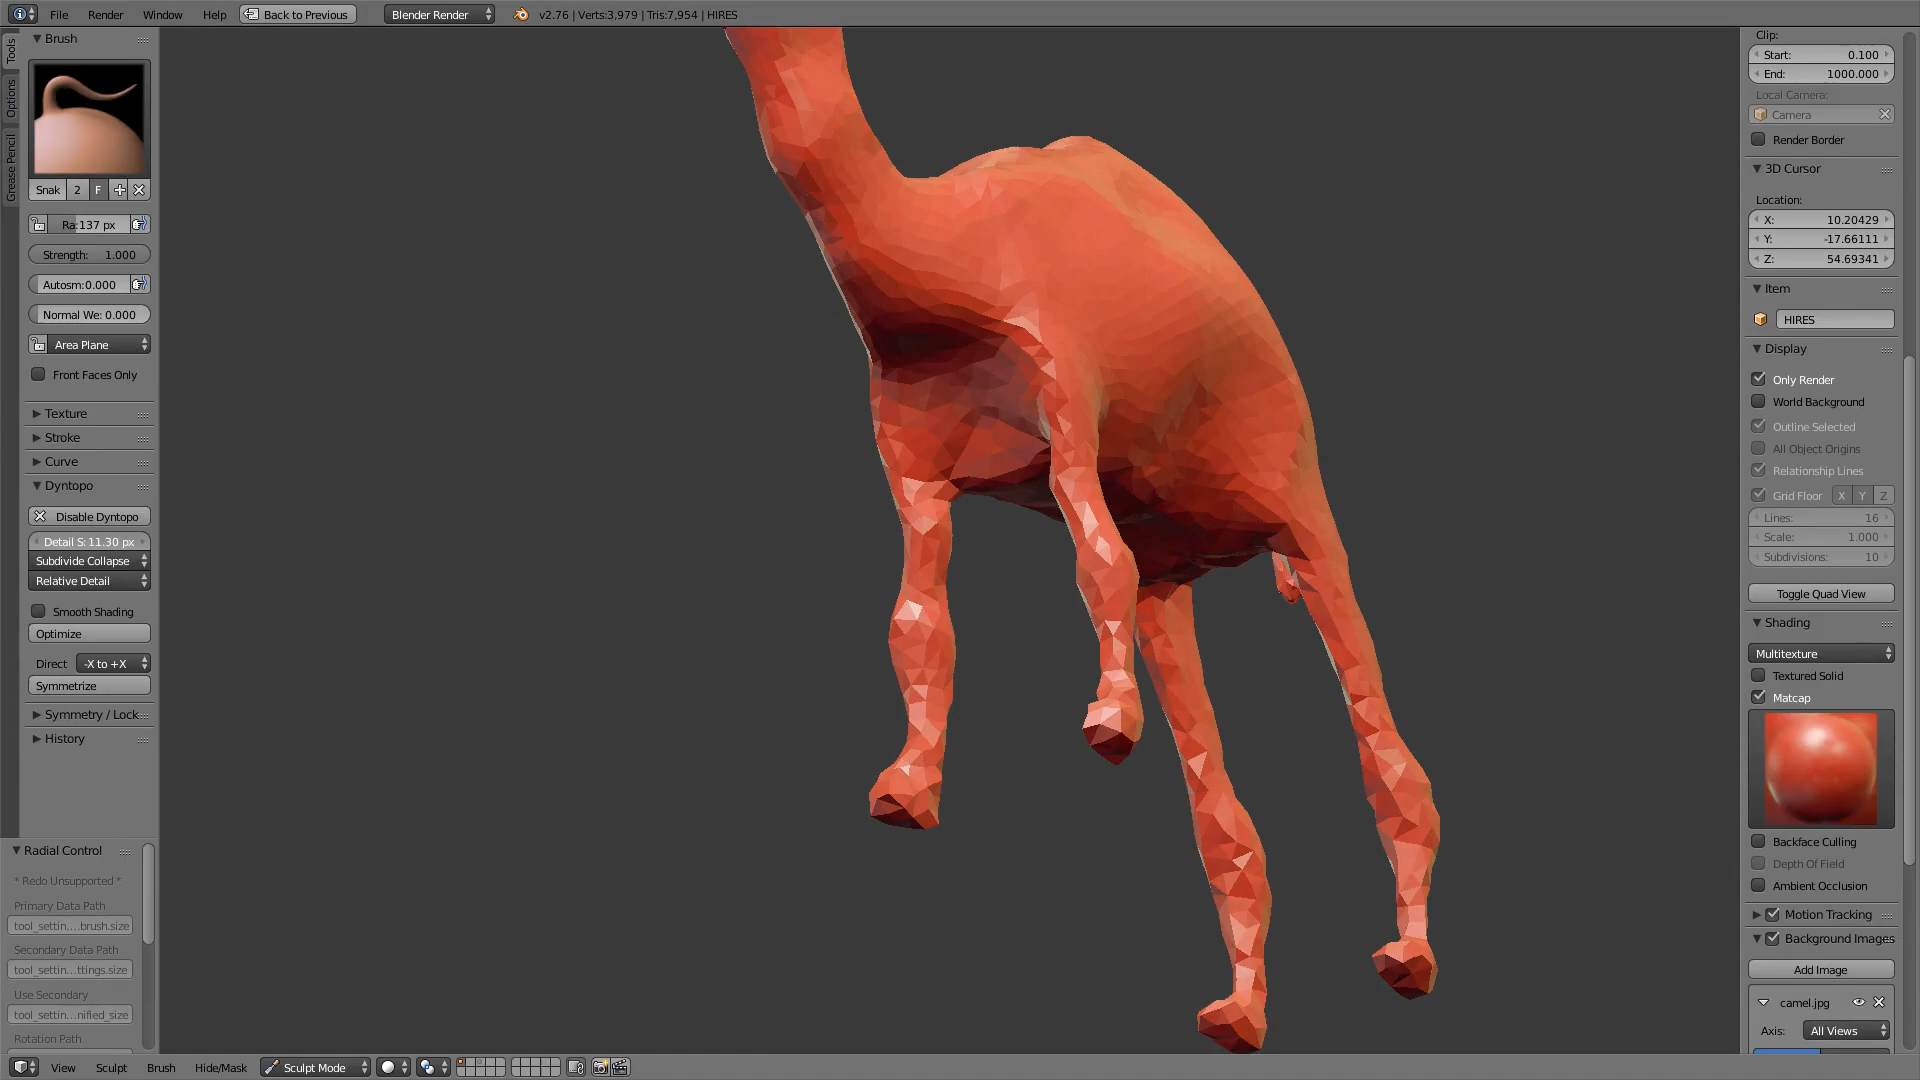 File Render Window Help Back to Previous Blender Render v2.76 | Verts:3,979 | Tris:7,954 | HIRES
Tools
Options
Grease Pencil
Brush
Snak 2 F
Ra:137 px
Strength: 1.000
Autosm:0.000
Normal We: 0.000
Area Plane
Front Faces Only
Texture
Stroke
Curve
Dyntopo
Disable Dyntopo
Detail S: 11.30 px
Subdivide Collapse
Relative Detail
Smooth Shading
Optimize
Direct -X to +X
Symmetrize
Symmetry / Lock
History
Radial Control
* Redo Unsupported *
Primary Data Path
tool_settin....brush.size
Secondary Data Path
tool_settin...ttings.size
Use Secondary
tool_settin...nified_size
Rotation Path
Clip:
Start: 0.100
End: 1000.000
Local Camera:
Camera
Render Border
3D Cursor
Location:
X: 10.20429
Y: -17.66111
Z: 54.69341
Item
HIRES
Display
Only Render
World Background
Outline Selected
All Object Origins
Relationship Lines
Grid Floor X Y Z
Lines: 16
Scale: 1.000
Subdivisions: 10
Toggle Quad View
Shading
Multitexture
Textured Solid
Matcap
Backface Culling
Depth Of Field
Ambient Occlusion
Motion Tracking
Background Images
Add Image
camel.jpg
Axis: All Views
View Sculpt Brush Hide/Mask Sculpt Mode